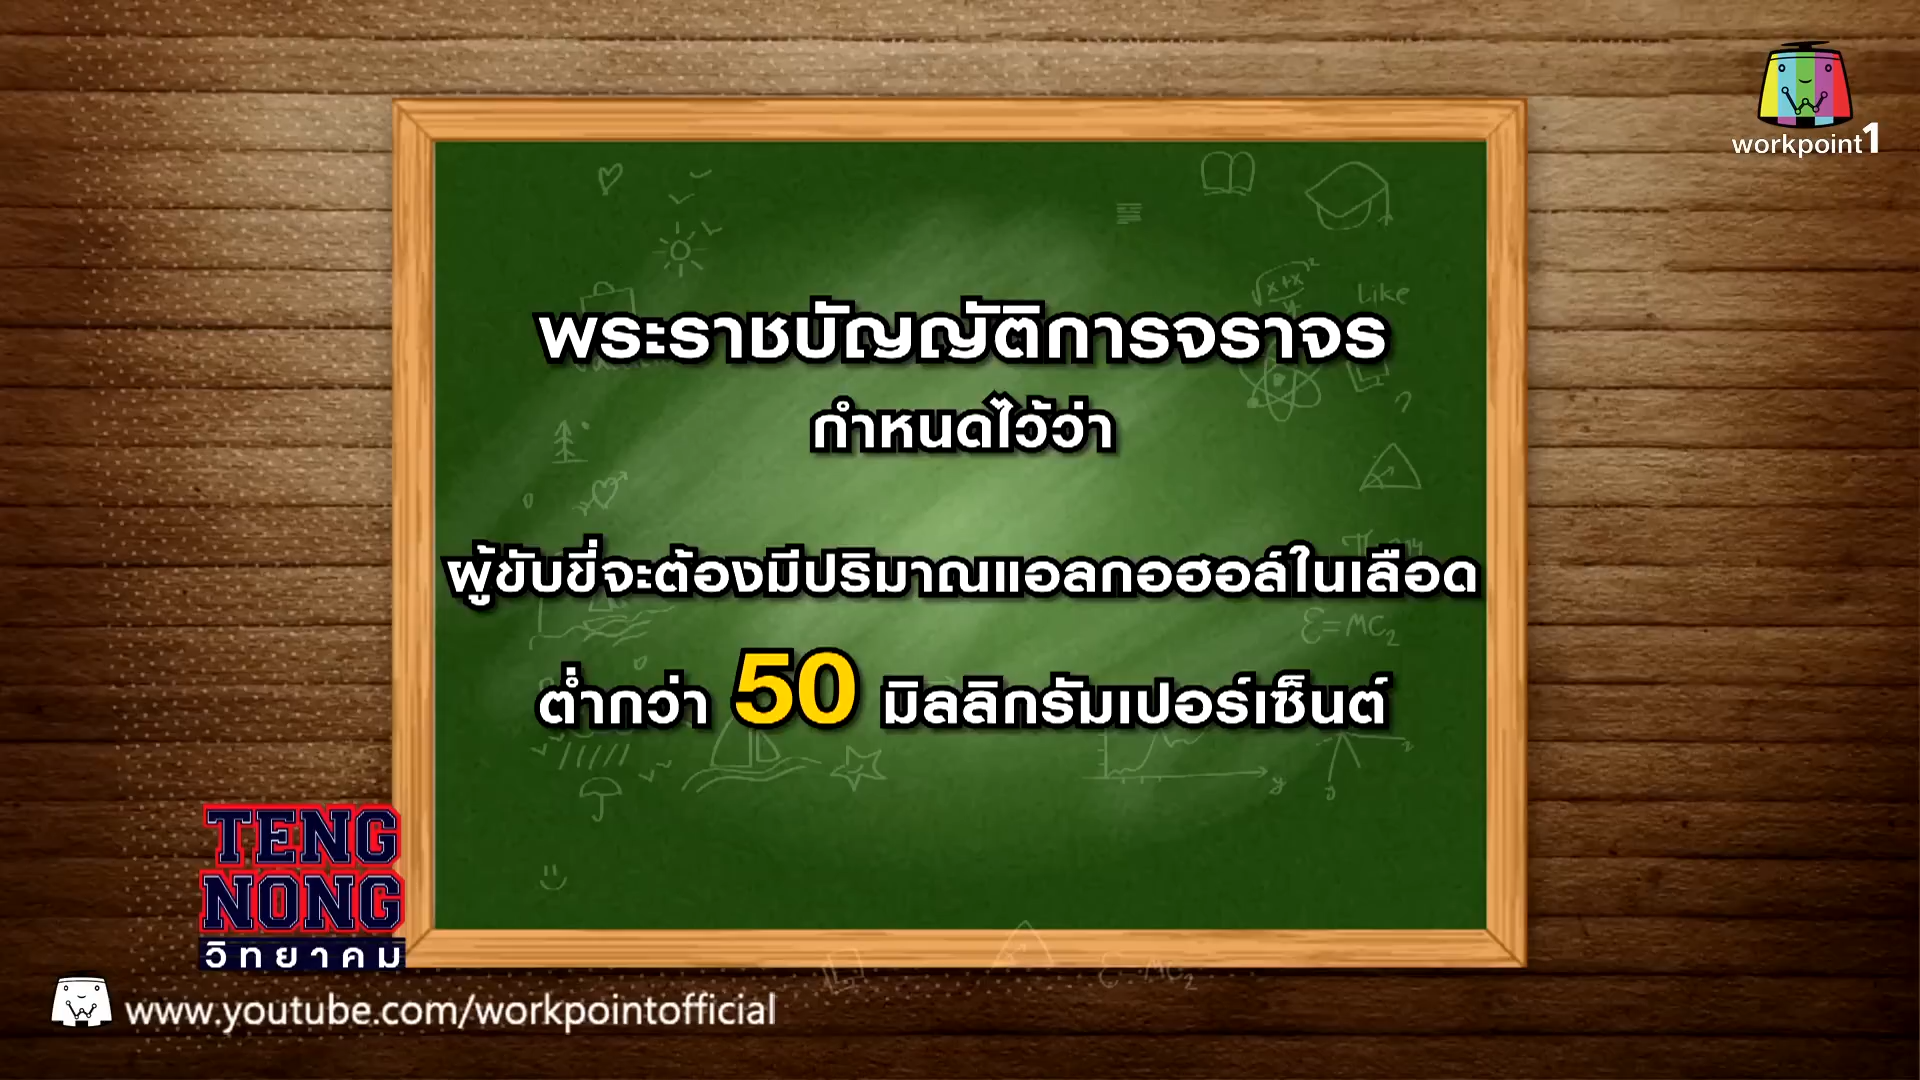 workpoint1
พระราชบัญญัติการจราจร
กำหนดไว้ว่า
ผู้ขับขี่จะต้องมีปริมาณแอลกอฮอล์ในเลือด
ต่ำกว่า 50 มิลลิกรัมเปอร์เซ็นต์
Like
TENG
NONG
วิทยาคม
www.youtube.com/workpointofficial